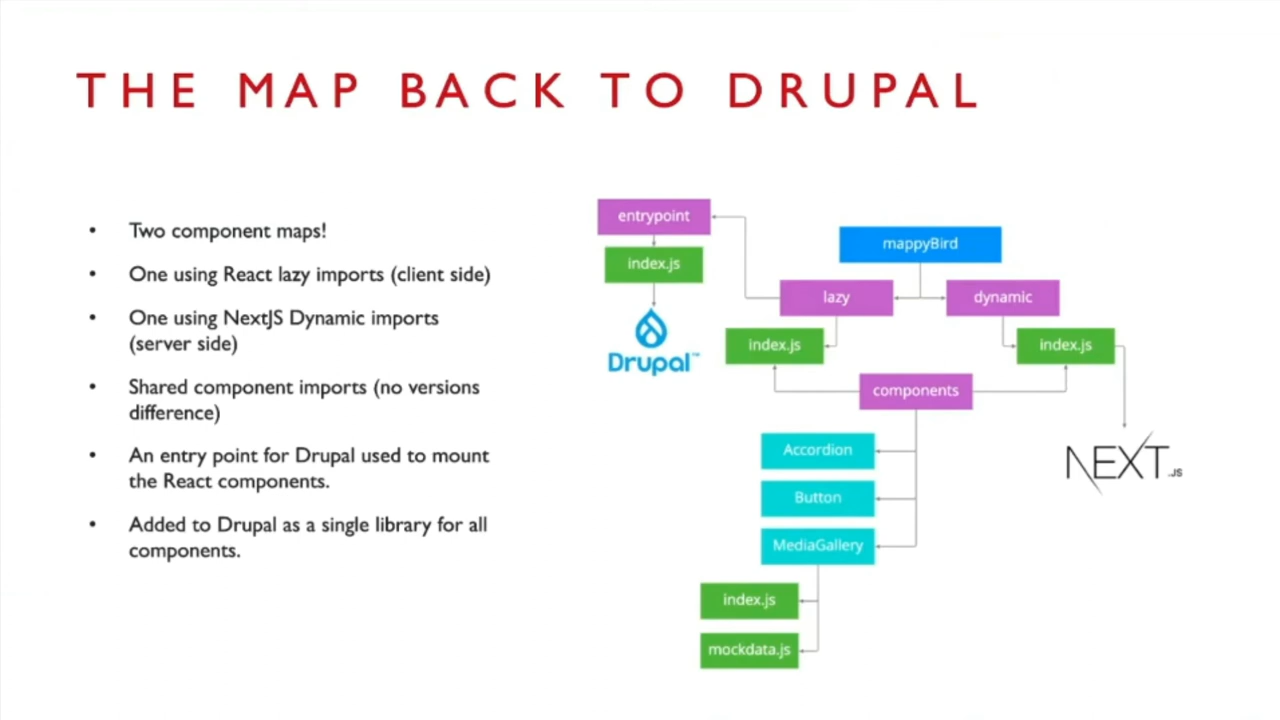 THE MAP BACK TO DRUPAL
• Two component maps!
• One using React lazy imports (client side)
• One using NextJS Dynamic imports
(server side)
• Shared component imports (no versions
difference)
• An entry point for Drupal used to mount
the React components.
• Added to Drupal as a single library for all
components.
entrypoint
index.js
Drupal™
mappyBird
lazy
dynamic
index.js
index.js
components
Accordion
Button
MediaGallery
index.js
mockdata.js
NEXT.JS